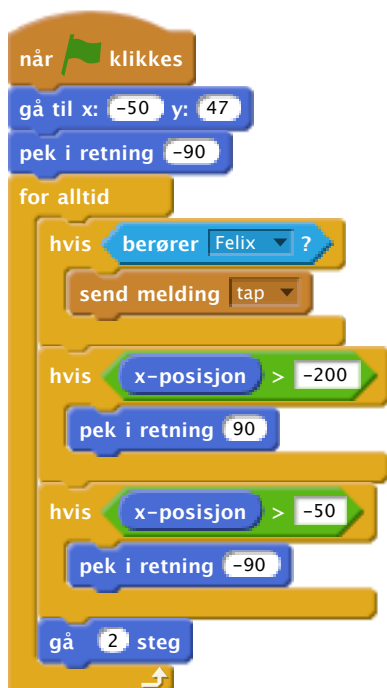 når klikkes
gå til x: -50 y: 47
pek i retning -90
for alltid
hvis berører Felix ?
send melding tap
hvis x-posisjon > -200
pek i retning 90
hvis x-posisjon > -50
pek i retning -90
gå 2 steg